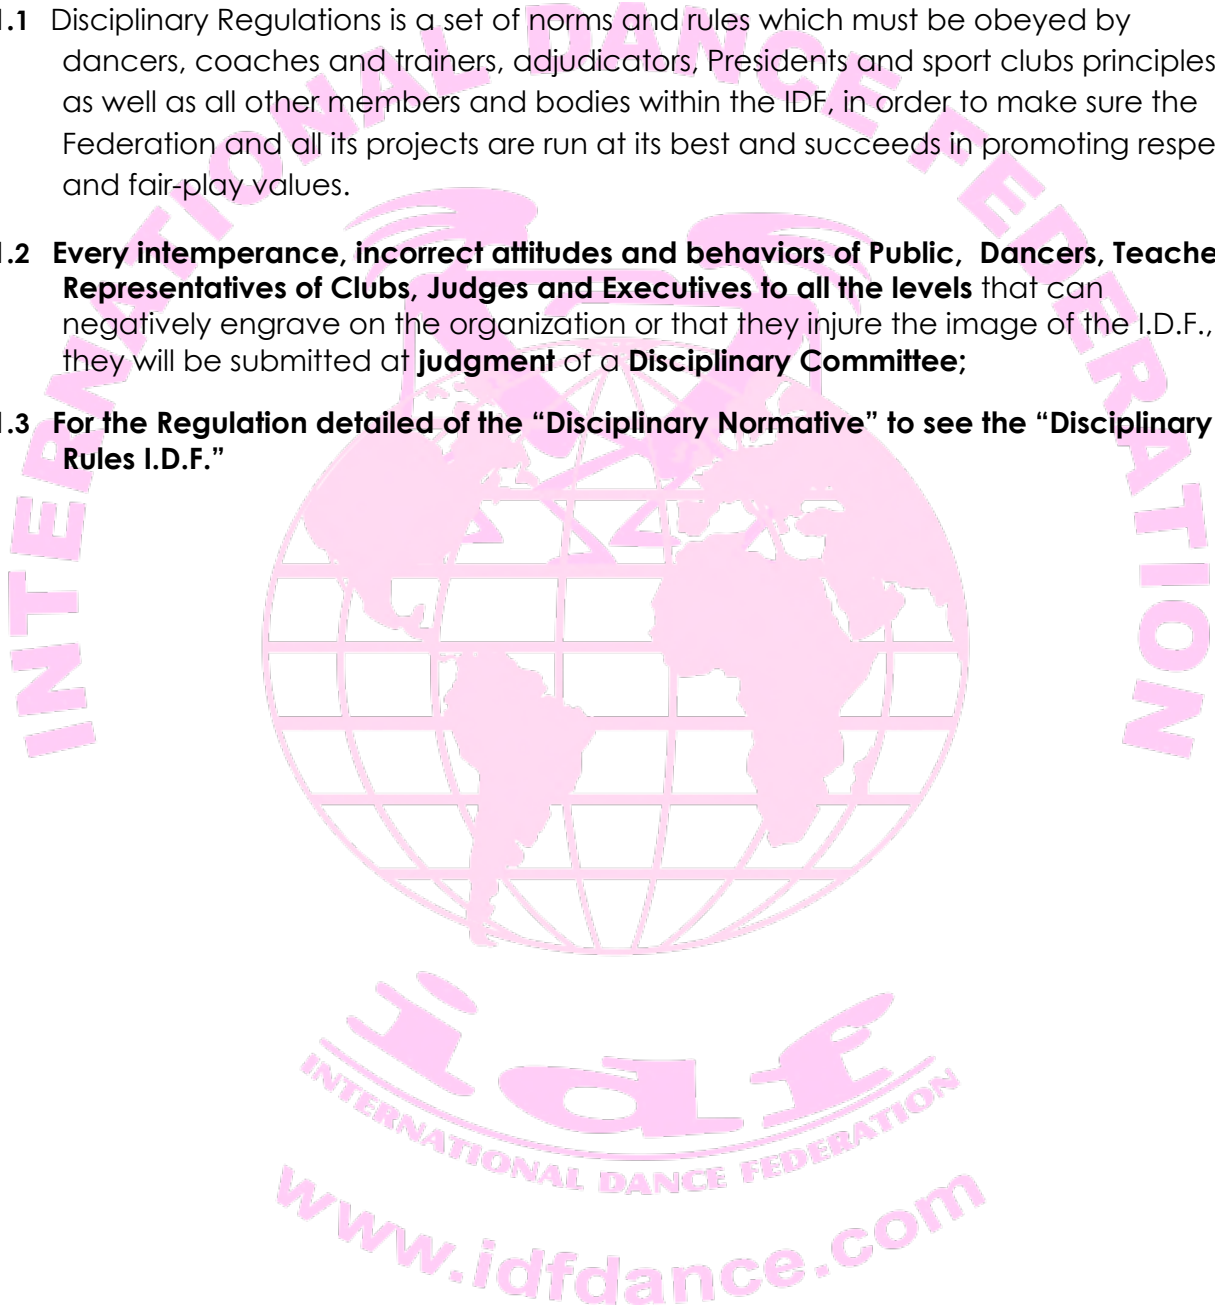 1.1 Disciplinary Regulations is a set of norms and rules which must be obeyed by
dancers, coaches and trainers, adjudicators, Presidents and sport clubs principles
as well as all other members and bodies within the IDF, in order to make sure the
Federation and all its projects are run at its best and succeeds in promoting respe
and fair-play values.
1.2 Every intemperance, incorrect attitudes and behaviors of Public, Dancers, Teache
Representatives of Clubs, Judges and Executives to all the levels that can
negatively engrave on the organization or that they injure the image of the I.D.F.,
they will be submitted at judgment of a Disciplinary Committee;
1.3 For the Regulation detailed of the “Disciplinary Normative” to see the “Disciplinary
Rules I.D.F.”
INTERNATIONAL DANCE FEDERATION
idf
INTERNATIONAL DANCE FEDERATION
www.idfdance.com